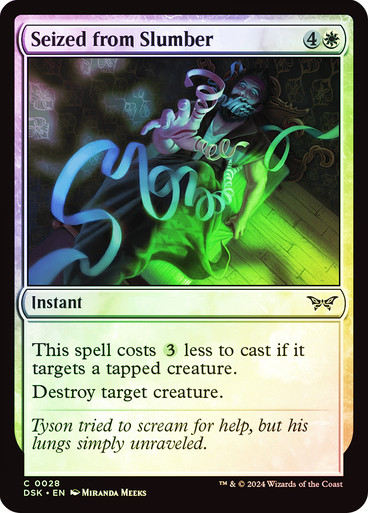 Seized from Slumber 4
Instant
This spell costs 3 less to cast if it
targets a tapped creature.
Destroy target creature.
Tyson tried to scream for help, but his
lungs simply unraveled.
C 0028
DSK • EN Miranda Meeks
™ & © 2024 Wizards of the Coast